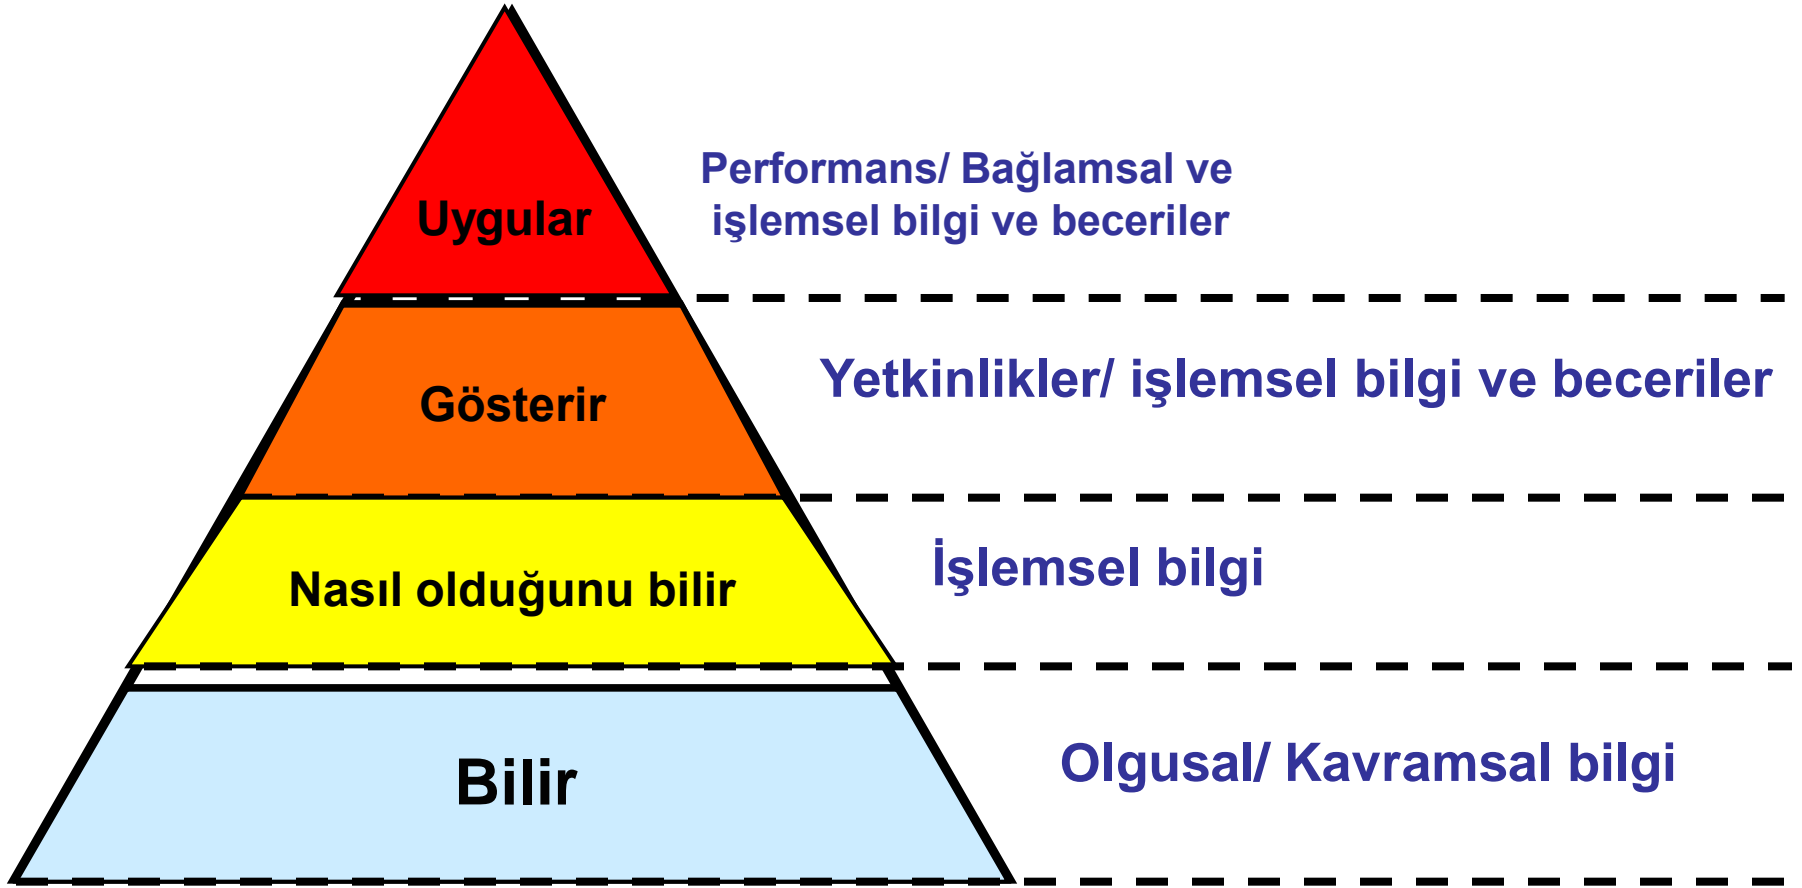 Performans/ Bağlamsal ve
işlemsel bilgi ve beceriler
Uygular
Yetkinlikler/ işlemsel bilgi ve beceriler
Gösterir
İşlemsel bilgi
Nasıl olduğunu bilir
Olgusal/ Kavramsal bilgi
Bilir